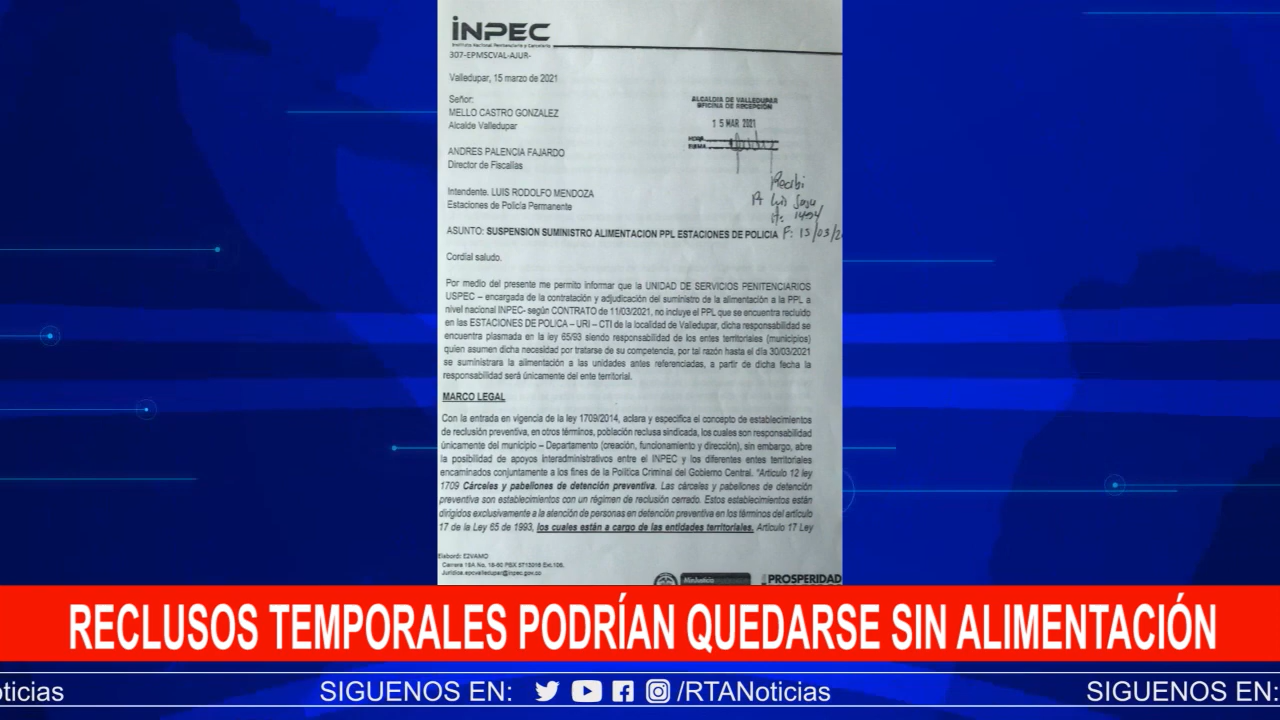 INPEC
Instituto Nacional Penitenciario y Carcelario
307-EPMSCVAL-AJUR-
Valledupar, 15 marzo de 2021
Señor:
MELLO CASTRO GONZALEZ
Alcalde Valledupar
ALCALDIA DE VALLEDUPAR
OFICINA DE RECEPCIÓN
15 MAR 2021
HORA
FIRMA
ANDRES PALENCIA FAJARDO
Director de Fiscalías
Recibi
Intendente. LUIS RODOLFO MENDOZA
Estaciones de Policía Permanente
ASUNTO: SUSPENSION SUMINISTRO ALIMENTACION PPL ESTACIONES DE POLICIA
Cordial saludo.
Por medio del presente me permito informar que la UNIDAD DE SERVICIOS PENITENCIARIOS
USPEC – encargada de la contratación y adjudicación del suministro de la alimentación a la PPL a
nivel nacional INPEC- según CONTRATO de 11/03/2021, no incluye el PPL que se encuentra recluido
en las ESTACIONES DE POLICA – URI – CTI de la localidad de Valledupar, dicha responsabilidad se
encuentra plasmada en la ley 65/93 siendo responsabilidad de los entes territoriales (municipios)
quien asumen dicha necesidad por tratarse de su competencia, por tal razón hasta el día 30/03/2021
se suministrara la alimentación a las unidades antes referenciadas, a partir de dicha fecha la
responsabilidad será únicamente del ente territorial.
MARCO LEGAL
Con la entrada en vigencia de la ley 1709/2014, aclara y especifica el concepto de establecimientos
de reclusión preventiva, en otros términos, población reclusa sindicada, los cuales son responsabilidad
únicamente del municipio – Departamento (creación, funcionamiento y dirección), sin embargo, abre
la posibilidad de apoyos interadministrativos entre el INPEC y los diferentes entes territoriales
encaminados conjuntamente a los fines de la Política Criminal del Gobierno Central. "Artículo 12 ley
1709 Cárceles y pabellones de detención preventiva. Las cárceles y pabellones de detención
preventiva son establecimientos con un régimen de reclusión cerrado. Estos establecimientos están
dirigidos exclusivamente a la atención de personas en detención preventiva en los términos del artículo
17 de la Ley 65 de 1993, los cuales están a cargo de las entidades territoriales. Artículo 17 Ley
Elaboró: EZVAMO
Jurídica.epcvalledupar@inpec.gov.co
MinJusticia
PROSPERIDAD
RECLUSOS TEMPORALES PODRÍAN QUEDARSE SIN ALIMENTACIÓN
oticias SIGUENOS EN: /RTANoticias SIGUENOS EN: